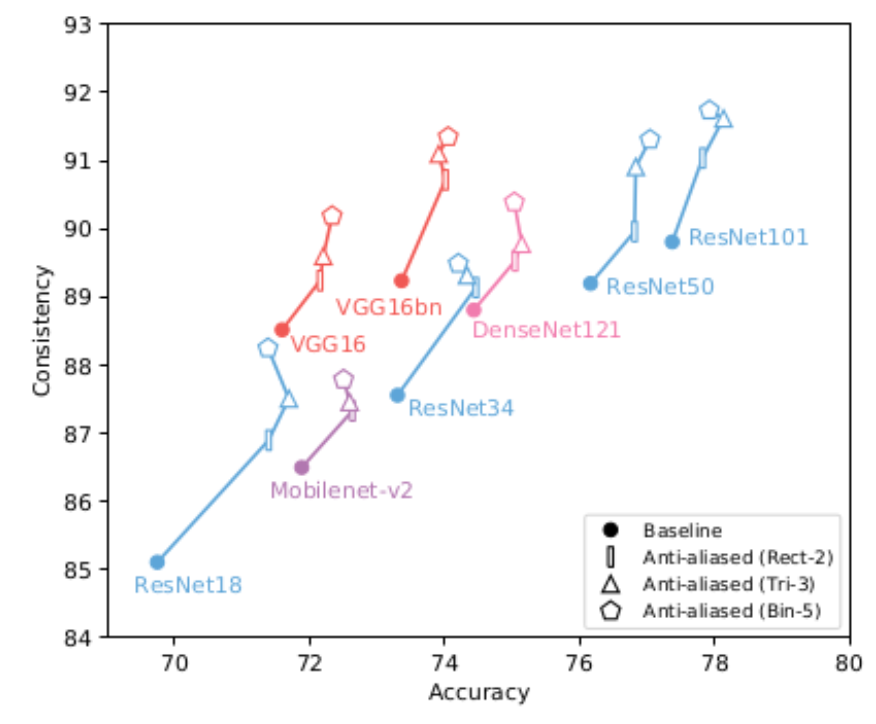 93
92
91
90
89
88
87
86
85
84
Consistency
ResNet101
ResNet50
VGG16bn
DenseNet121
VGG16
ResNet34
Mobilenet-v2
ResNet18
Baseline
Anti-aliased (Rect-2)
Anti-aliased (Tri-3)
Anti-aliased (Bin-5)
70 72 74 76 78 80
Accuracy